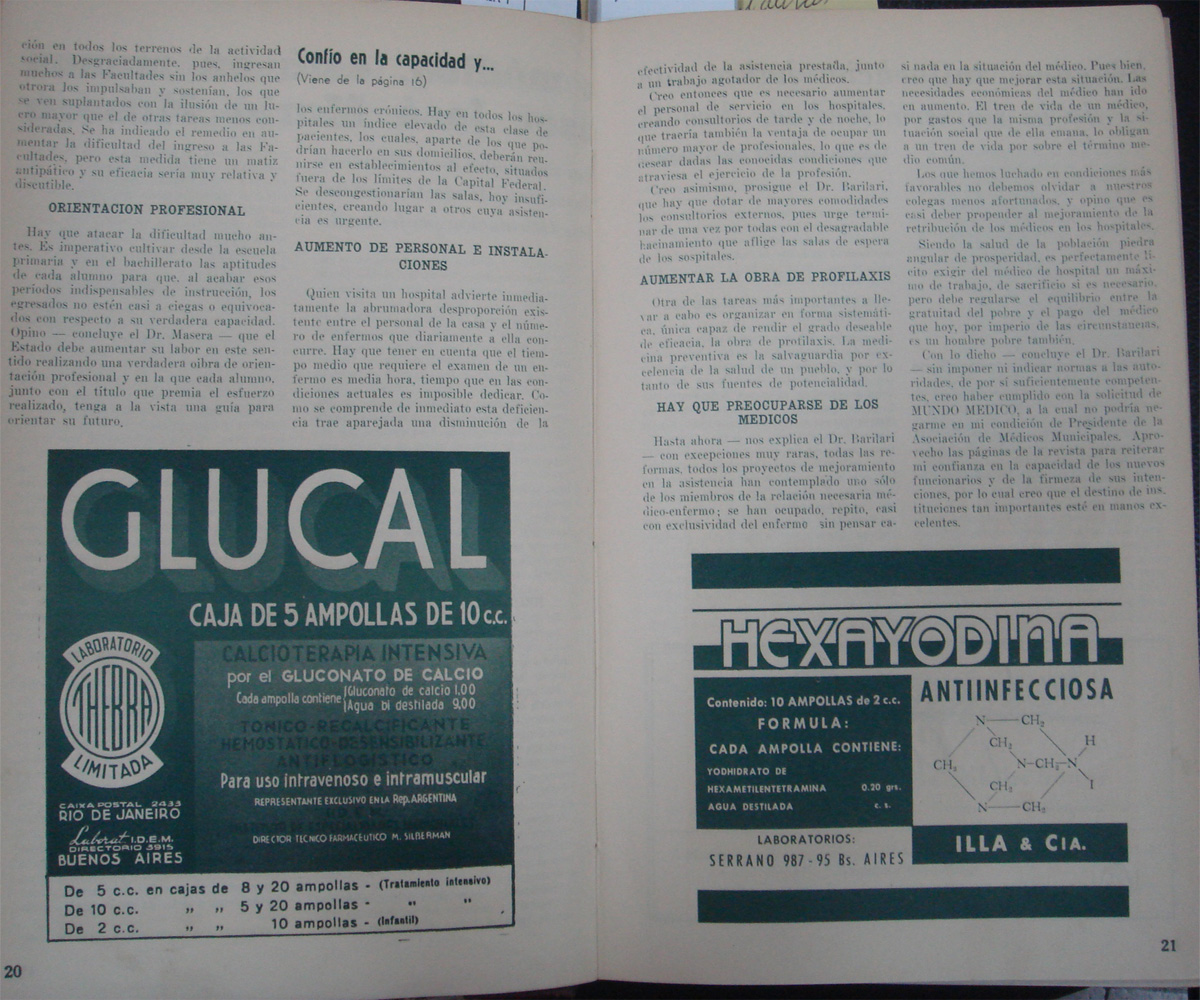 ción en todos los terrenos de la actividad
social. Desgraciadamente, pues, ingresan
muchos a las Facultades sin los anhelos que
otrora los impulsaban y sostenían, los que
se ven suplantados con la ilusión de un lu-
cro mayor que el de otras tareas menos con-
sideradas. Se ha indicado el remedio en au-
mentar la dificultad del ingreso a las Fa-
cultades, pero esta medida tiene un matiz
antipático y su eficacia sería muy relativa y
discutible.
ORIENTACION PROFESIONAL
Hay que atacar la dificultad mucho an-
tes. Es imperativo cultivar desde la escuela
primaria y en el bachillerato las aptitudes
de cada alumno para que, al acabar esos
períodos indispensables de instrucción, los
egresados no estén casi a ciegas o equivoca-
dos con respecto a su verdadera capacidad.
Opino — concluye el Dr. Masera — que el
Estado debe aumentar su labor en este sen-
tido realizando una verdadera oibra de orien-
tación profesional y en la que cada alumno,
junto con el título que premia el esfuerzo
realizado, tenga a la vista una guía para
orientar su futuro.
Confío en la capacidad y...
(Viene de la página 16)
los enfermos crónicos. Hay en todos los hos-
pitales un índice elevado de esta clase de
pacientes, los cuales, aparte de los que po-
drían hacerlo en sus domicilios, deberán reu-
nirse en establecimientos al efecto, situados
fuera de los límites de la Capital Federal.
Se descongestionarían las salas, hoy insufi-
cientes, creando lugar a otros cuya asisten-
cia es urgente.
AUMENTO DE PERSONAL E INSTALA-
CIONES
Quien visita un hospital advierte inmedia-
tamente la abrumadora desproporción exis-
tente entre el personal de la casa y el núme-
ro de enfermos que diariamente a ella con-
curre. Hay que tener en cuenta que el tiem-
po medio que requiere el examen de un en-
fermo es media hora, tiempo que en las con-
diciones actuales es imposible dedicar. Co-
mo se comprende de inmediato esta deficien-
cia trae aparejada una disminución de la
GLUCAL
CAJA DE 5 AMPOLLAS DE 10 c.c.
LABORATORIO
THEBRA
LIMITADA
CALCIOTERAPIA INTENSIVA
por el GLUCONATO DE CALCIO
Cada ampolla contiene Gluconato de calcio 1,00
Agua bi destilada 9,00
TONICO-RECALCIFICANTE
HEMOSTATICO-DESENSIBILIZANTE
ANTIFLOGISTICO
Para uso intravenoso e intramuscular
REPRESENTANTE EXCLUSIVO EN LA Rep. ARGENTINA
DIRECTOR TECNICO FARMACEUTICO M. SILBERMAN
CAIXA POSTAL 2433
RIO DE JANEIRO
Laborat I.D.E.M.
DIRECTORIO 3915
BUENOS AIRES
De 5 c.c. en cajas de 8 y 20 ampollas - (Tratamiento intensivo)
De 10 c.c. " " 5 y 20 ampollas - " "
De 2 c.c. " " 10 ampollas - (Infantil)
20
efectividad de la asistencia prestada, junto
a un trabajo agotador de los médicos.
Creo entonces que es necesario aumentar
el personal de servicio en los hospitales,
creando consultorios de tarde y de noche, lo
que traería también la ventaja de ocupar un
número mayor de profesionales, lo que es de
desear dadas las conocidas condiciones que
atraviesa el ejercicio de la profesión.
Creo asimismo, prosigue el Dr. Barilari,
que hay que dotar de mayores comodidades
los consultorios externos, pues urge termi-
nar de una vez por todas con el desagradable
hacinamiento que aflige las salas de espera
de los sospitales.
AUMENTAR LA OBRA DE PROFILAXIS
Otra de las tareas más importantes a lle-
var a cabo es organizar en forma sistemáti-
ca, única capaz de rendir el grado deseable
de eficacia, la obra de profilaxis. La medi-
cina preventiva es la salvaguardia por ex-
celencia de la salud de un pueblo, y por lo
tanto de sus fuentes de potencialidad.
HAY QUE PREOCUPARSE DE LOS
MEDICOS
Hasta ahora — nos explica el Dr. Barilari
— con excepciones muy raras, todas las re-
formas, todos los proyectos de mejoramiento
en la asistencia han contemplado uno sólo
de los miembros de la relación necesaria mé-
dico-enfermo; se han ocupado, repito, casi
con exclusividad del enfermo sin pensar ca-
si nada en la situación del médico. Pues bien,
creo que hay que mejorar esta situación. Las
necesidades económicas del médico han ido
en aumento. El tren de vida de un médico,
por gastos que la misma profesión y la si-
tuación social que de ella emana, lo obligan
a un tren de vida por sobre el término me-
dio común.
Los que hemos luchado en condiciones más
favorables no debemos olvidar a nuestros
colegas menos afortunados, y opino que es
casi deber propender al mejoramiento de la
retribución de los médicos en los hospitales.
Siendo la salud de la población piedra
angular de prosperidad, es perfectamente lí-
cito exigir del médico de hospital un máxi-
mo de trabajo, de sacrificio si es necesario,
pero debe regularse el equilibrio entre la
gratuidad del pobre y el pago del médico
que hoy, por imperio de las circunstancias,
es un hombre pobre también.
Con lo dicho — concluye el Dr. Barilari
— sin imponer ni indicar normas a las auto-
ridades, de por sí suficientemente competen-
tes, creo haber cumplido con la solicitud de
MUNDO MEDICO, a la cual no podría ne-
garme en mi condición de Presidente de la
Asociación de Médicos Municipales. Apro-
vecho las páginas de la revista para reiterar
mi confianza en la capacidad de los nuevos
funcionarios y de la firmeza de sus inten-
ciones, por lo cual creo que el destino de ins.
tituciones tan importantes esté en manos ex-
celentes.
HEXAYODINA
ANTIINFECCIOSA
Contenido: 10 AMPOLLAS de 2 c.c.
FORMULA:
CADA AMPOLLA CONTIENE:
YODHIDRATO DE
HEXAMETILENTETRAMINA 0.20 grs.
AGUA DESTILADA c. s.
N CH₂
CH₂ H
CH₂ N-CH₂-N
CH₂ I
N CH₂
LABORATORIOS:
SERRANO 987 - 95 Bs. AIRES
ILLA & CIA.
21